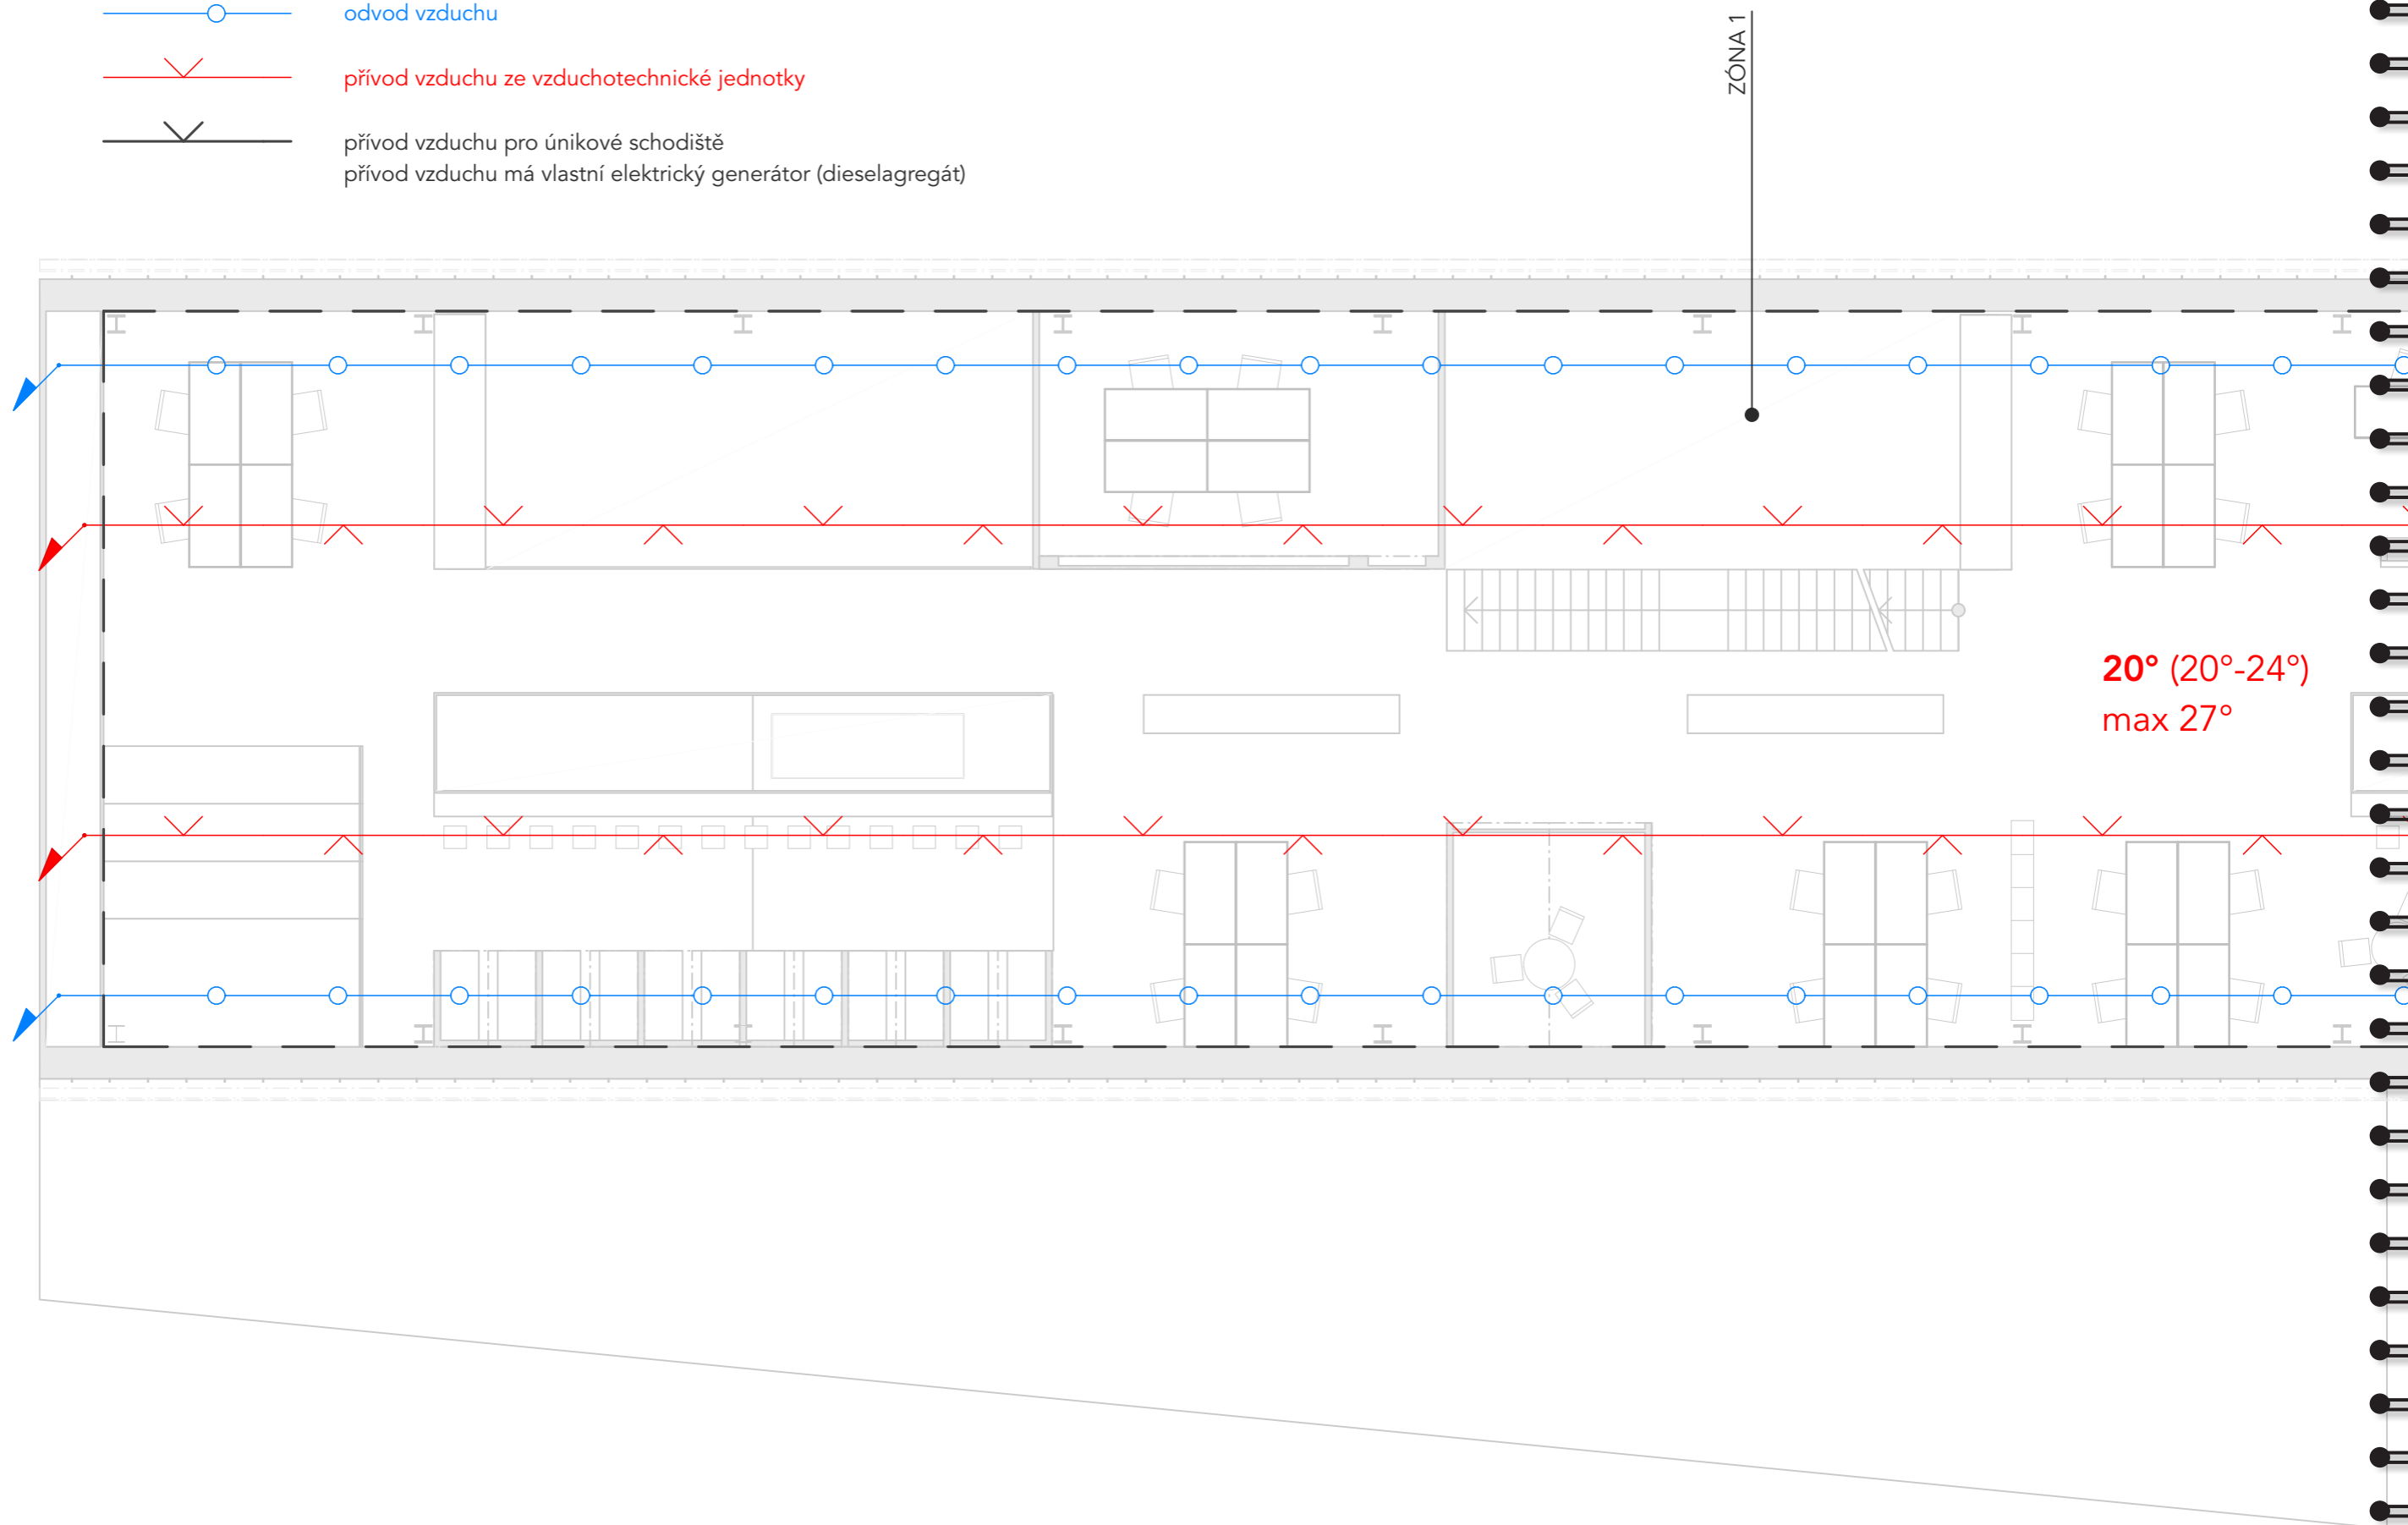 odvod vzduchu
přívod vzduchu ze vzduchotechnické jednotky
přívod vzduchu pro únikové schodiště
přívod vzduchu má vlastní elektrický generátor (dieselagregát)
ZÓNA 1
20° (20°-24°)
max 27°